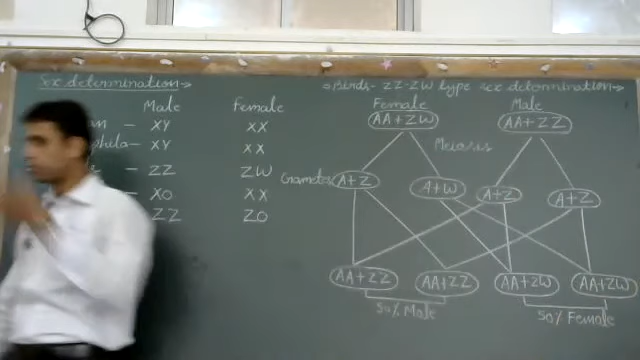 Sex determination→
Male Female
– XY XX
phila– XY XX
– ZZ ZW
– XO XX
ZZ ZO
Birds- ZZ-ZW type sex determination→
Female Male
AA+ZW AA+ZZ
Meiosis
Gametes A+Z A+W A+Z A+Z
AA+ZZ AA+ZZ AA+ZW AA+ZW
50% Male 50% Female